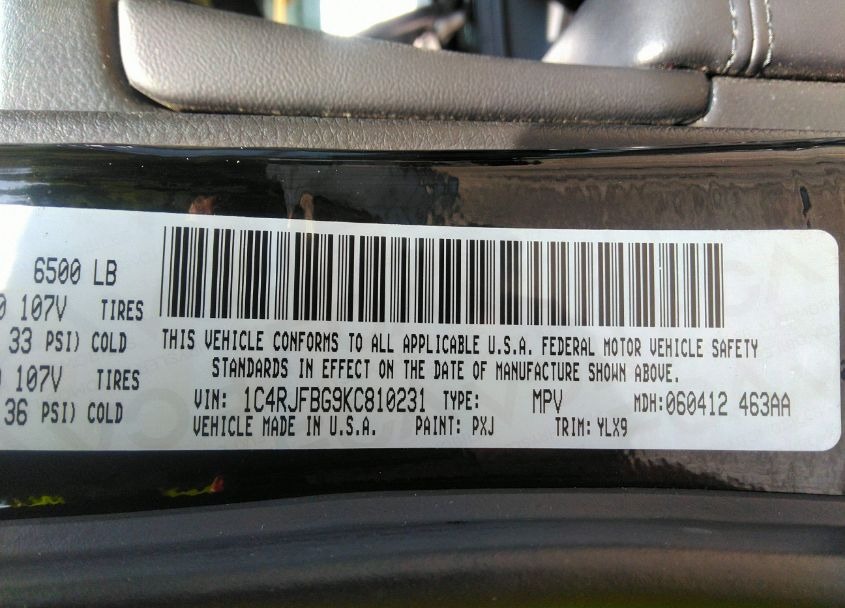 6500 LB
107V TIRES
33 PSI) COLD
107V TIRES
36 PSI) COLD
THIS VEHICLE CONFORMS TO ALL APPLICABLE U.S.A. FEDERAL MOTOR VEHICLE SAFETY
STANDARDS IN EFFECT ON THE DATE OF MANUFACTURE SHOWN ABOVE.
VIN: 1C4RJFBG9KC810231 TYPE: MPV MDH:060412 463AA
VEHICLE MADE IN U.S.A. PAINT: PXJ TRIM: YLX9